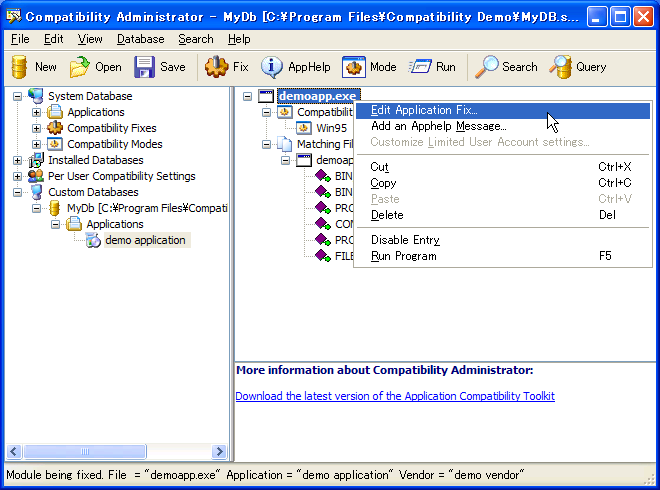 Compatibility Administrator - MyDb [C:¥Program Files¥Compatibility Demo¥MyDB.s...
File Edit View Database Search Help
New Open Save Fix AppHelp Mode Run Search Query
System Database
Applications
Compatibility Fixes
Compatibility Modes
Installed Databases
Per User Compatibility Settings
Custom Databases
MyDb [C:¥Program Files¥Compati
Applications
demo application
demoapp.exe
Compatibility
Win95
Matching Fil
demoap
BIN
BIN
PRO
COM
PRO
FILE
Edit Application Fix...
Add an Apphelp Message...
Customize Limited User Account settings...
Cut Ctrl+X
Copy Ctrl+C
Paste Ctrl+V
Delete Del
Disable Entry
Run Program F5
More information about Compatibility Administrator:
Download the latest version of the Application Compatibility Toolkit
Module being fixed. File = "demoapp.exe" Application = "demo application" Vendor = "demo vendor"